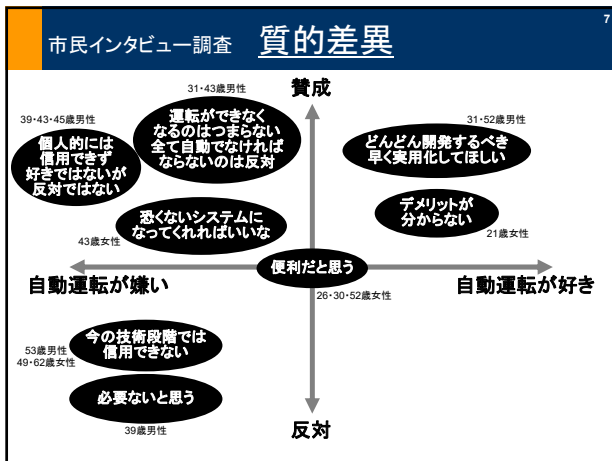 7
市民インタビュー調査 質的差異
賛成
31・43歳男性
運転ができなく
なるのはつまらない
全て自動でなければ
ならないのは反対
39・43・45歳男性
個人的には
信用できず
好きではないが
反対ではない
31・52歳男性
どんどん開発するべき
早く実用化してほしい
デメリットが
分からない
21歳女性
恐くないシステムに
なってくれればいいな
43歳女性
便利だと思う
26・30・52歳女性
自動運転が嫌い
自動運転が好き
今の技術段階では
信用できない
53歳男性
49・62歳女性
必要ないと思う
39歳男性
反対